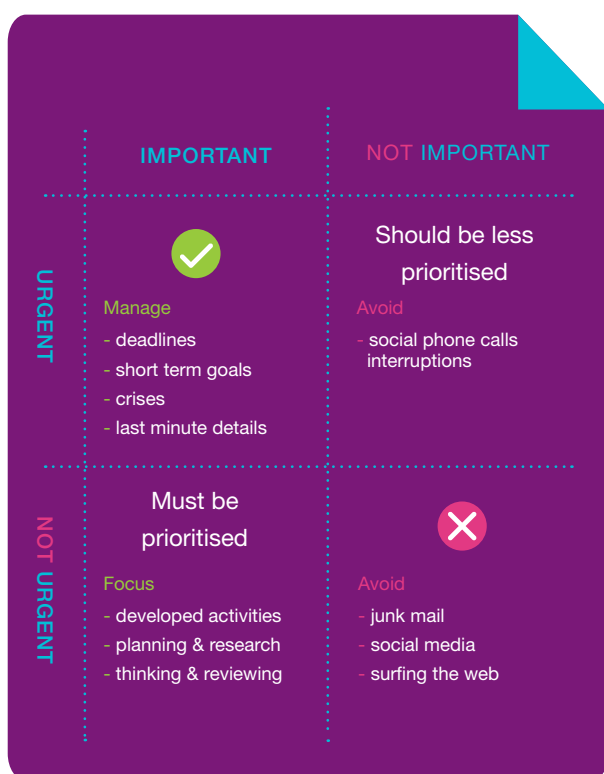 IMPORTANT
NOT IMPORTANT
URGENT
Manage
- deadlines
- short term goals
- crises
- last minute details
Should be less
prioritised
Avoid
- social phone calls
interruptions
NOT URGENT
Must be
prioritised
Focus
- developed activities
- planning & research
- thinking & reviewing
Avoid
- junk mail
- social media
- surfing the web